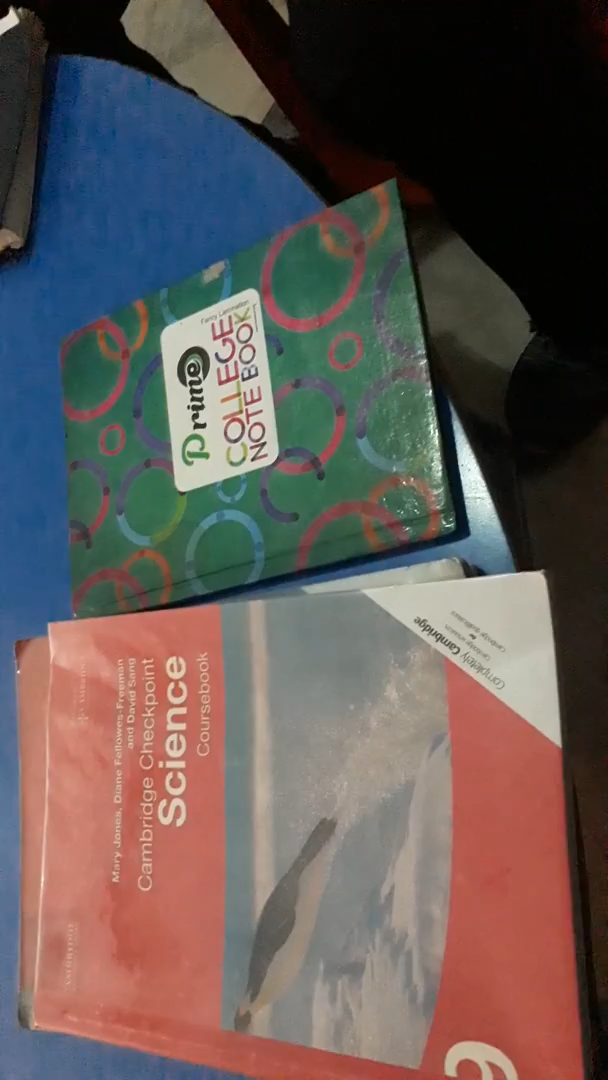 Prime
Fancy Lamination
COLLEGE
NOTE BOOK
Mary Jones, Diane Fellowes-Freeman
and David Sang
Cambridge Checkpoint
Science
Coursebook
Completely Cambridge
Cambridge resources
for
Cambridge qualifications
9